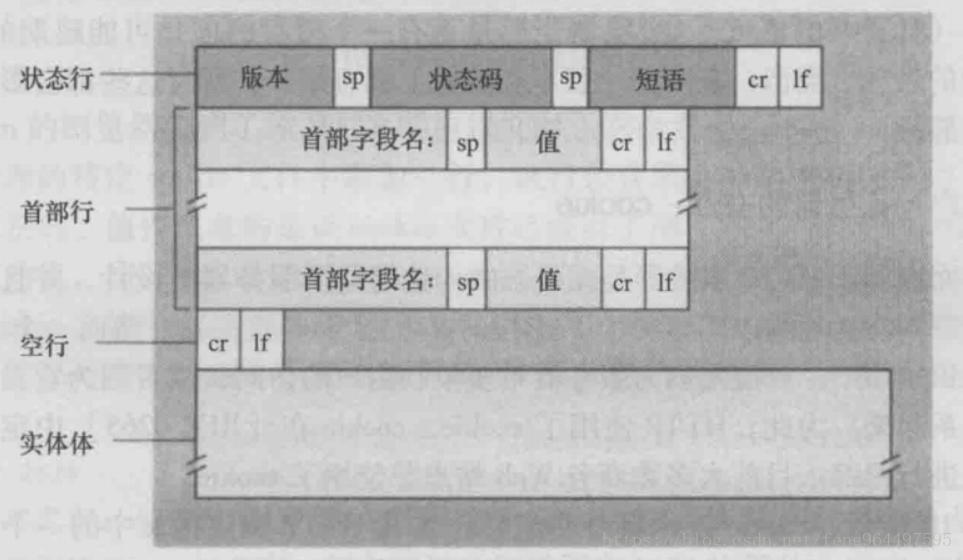 状态行 版本 sp 状态码 sp 短语 cr lf
首部字段名: sp 值 cr lf
首部行
首部字段名: sp 值 cr lf
空行 cr lf
实体体
https://blog.csdn.net/feng964497595